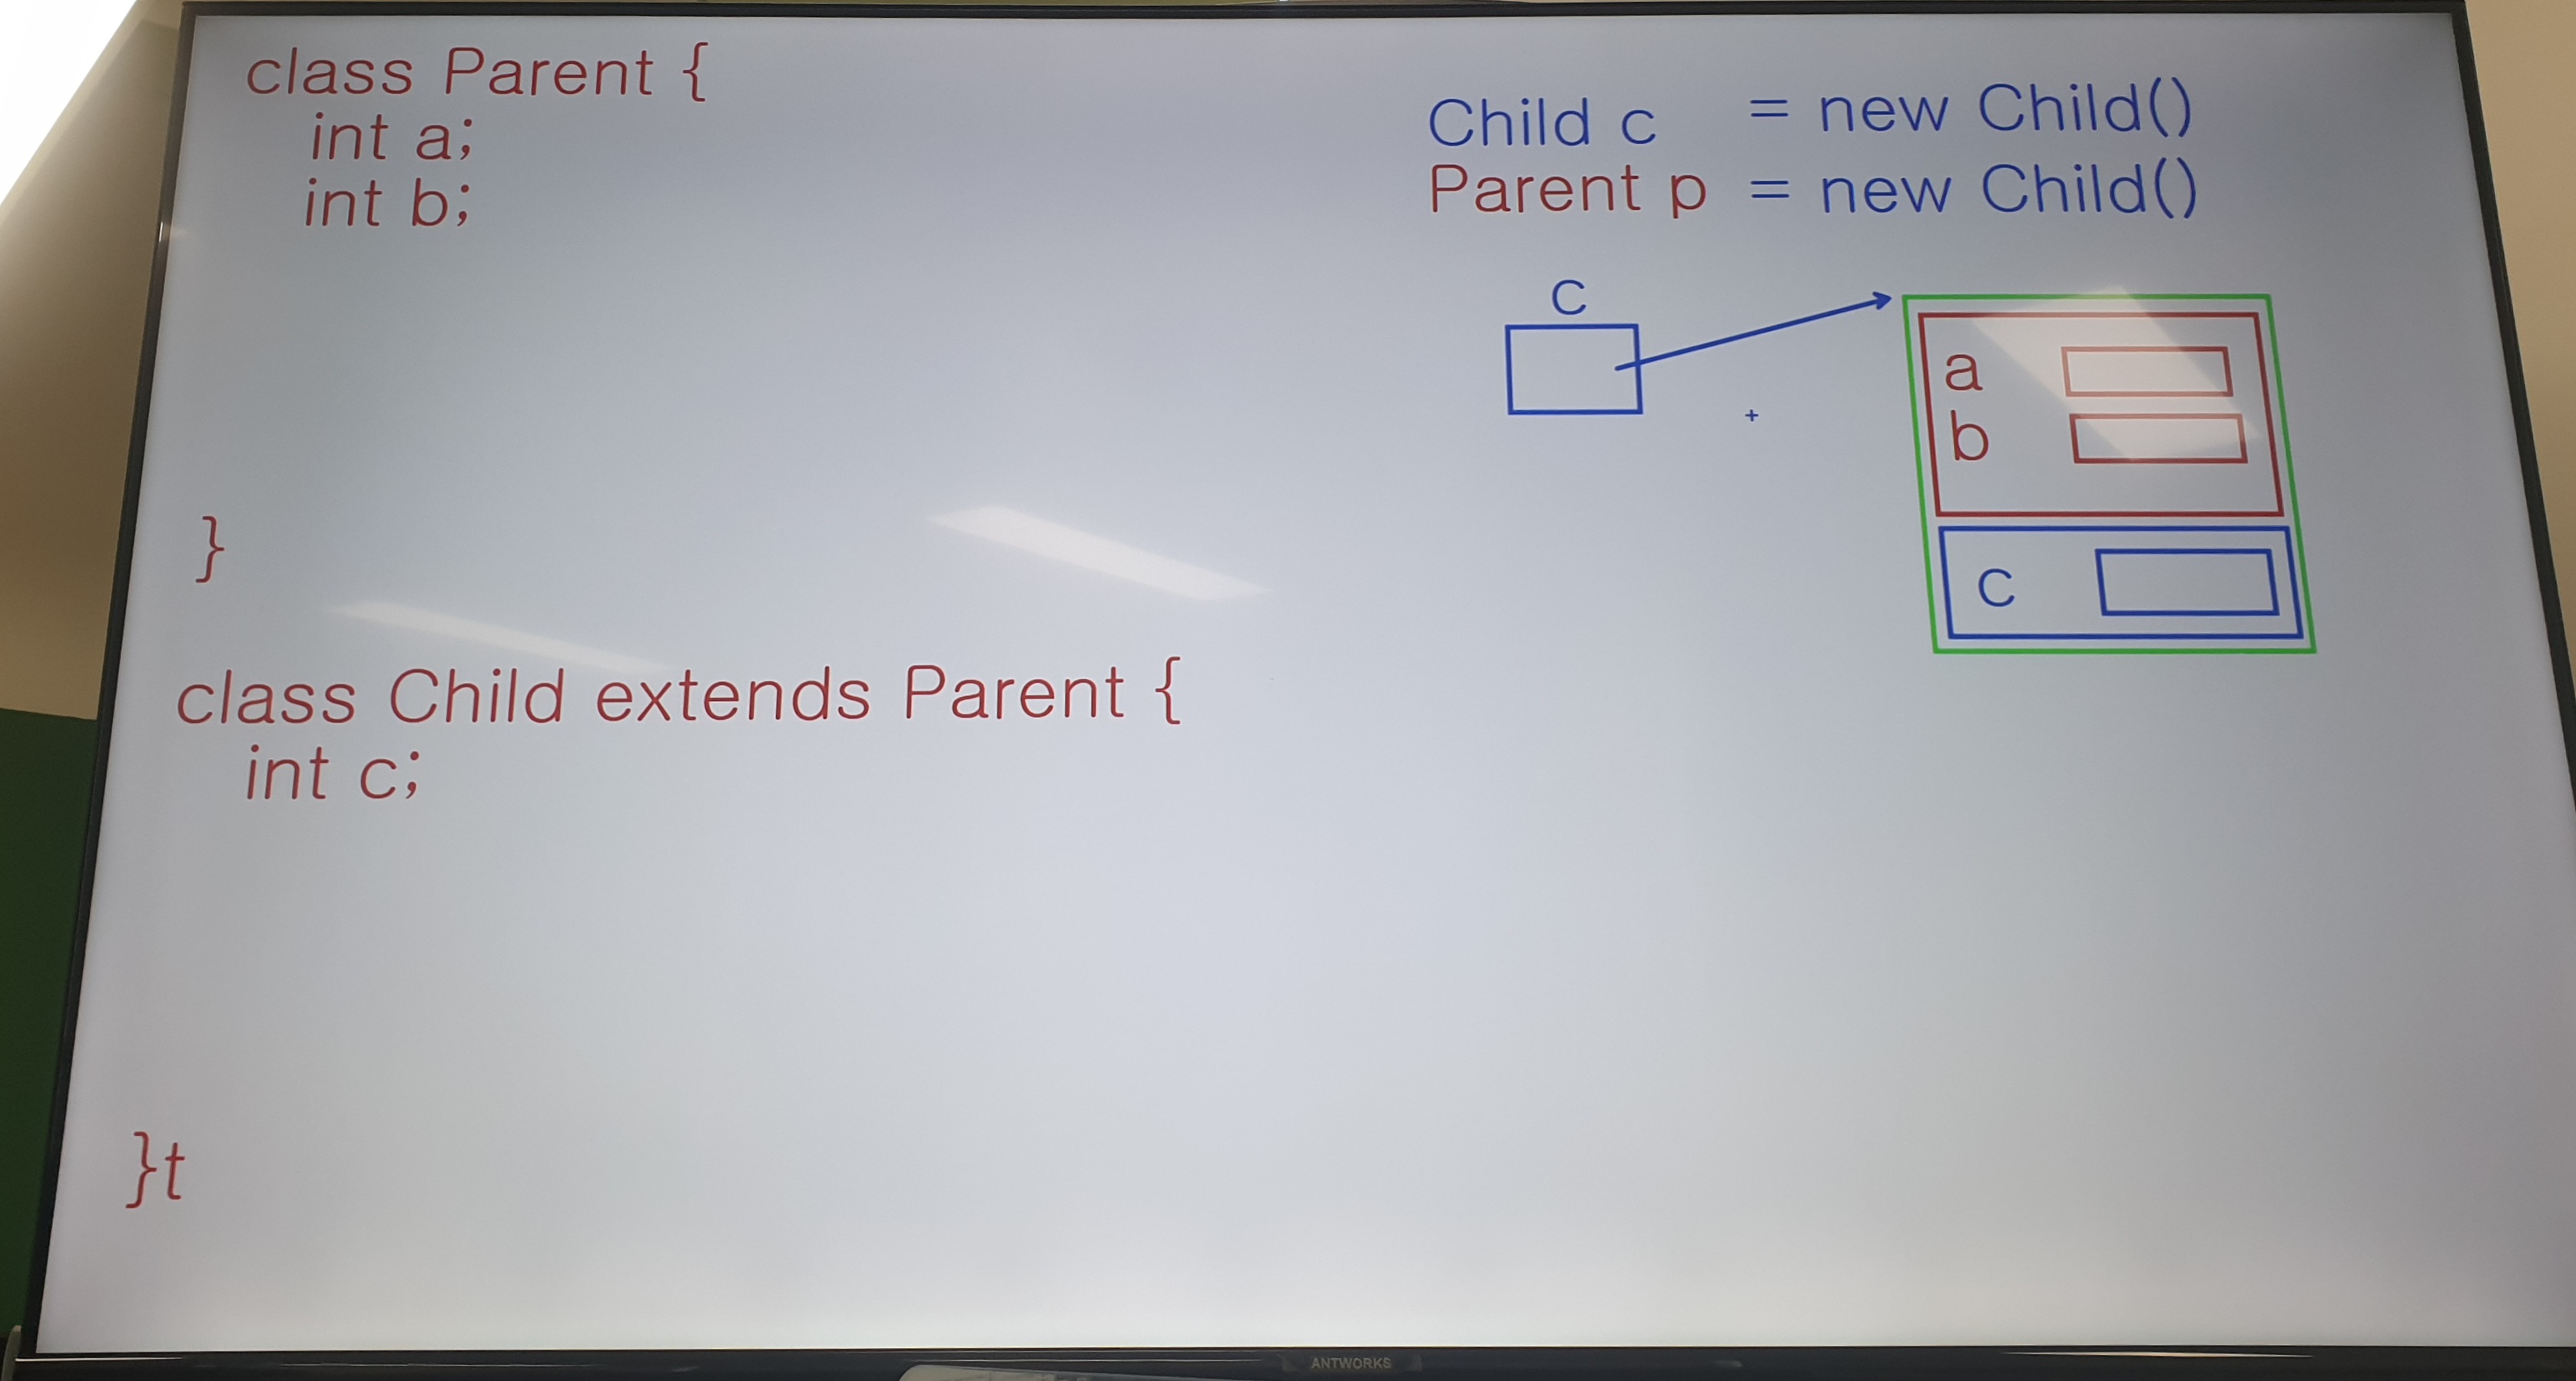 class Parent {
int a;
int b;
}
class Child extends Parent {
int c;
}t
Child c = new Child()
Parent p = new Child()
C
a
b
C
ANTWORKS